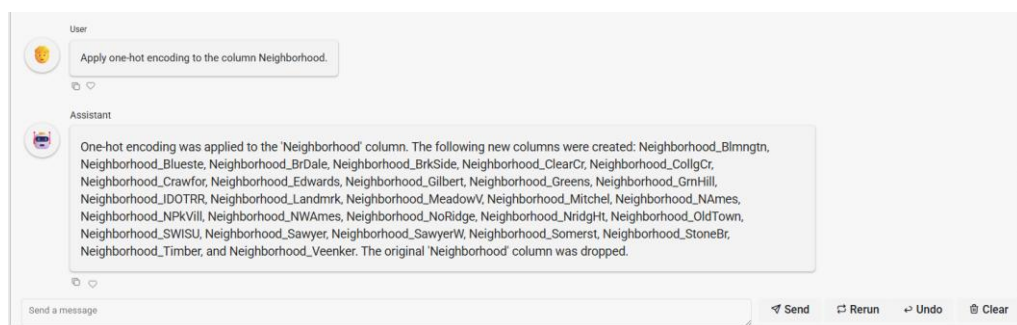 User
Apply one-hot encoding to the column Neighborhood.
Assistant
One-hot encoding was applied to the 'Neighborhood' column. The following new columns were created: Neighborhood_Blmngtn,
Neighborhood_Blueste, Neighborhood_BrDale, Neighborhood_BrkSide, Neighborhood_ClearCr, Neighborhood_CollgCr,
Neighborhood_Crawfor, Neighborhood_Edwards, Neighborhood_Gilbert, Neighborhood_Greens, Neighborhood_GrnHill,
Neighborhood_IDOTRR, Neighborhood_Landmrk, Neighborhood_MeadowV, Neighborhood_Mitchel, Neighborhood_NAmes,
Neighborhood_NPkVill, Neighborhood_NWAmes, Neighborhood_NoRidge, Neighborhood_NridgHt, Neighborhood_OldTown,
Neighborhood_SWISU, Neighborhood_Sawyer, Neighborhood_SawyerW, Neighborhood_Somerst, Neighborhood_StoneBr,
Neighborhood_Timber, and Neighborhood_Veenker. The original 'Neighborhood' column was dropped.
Send a message
Send
Rerun
Undo
Clear